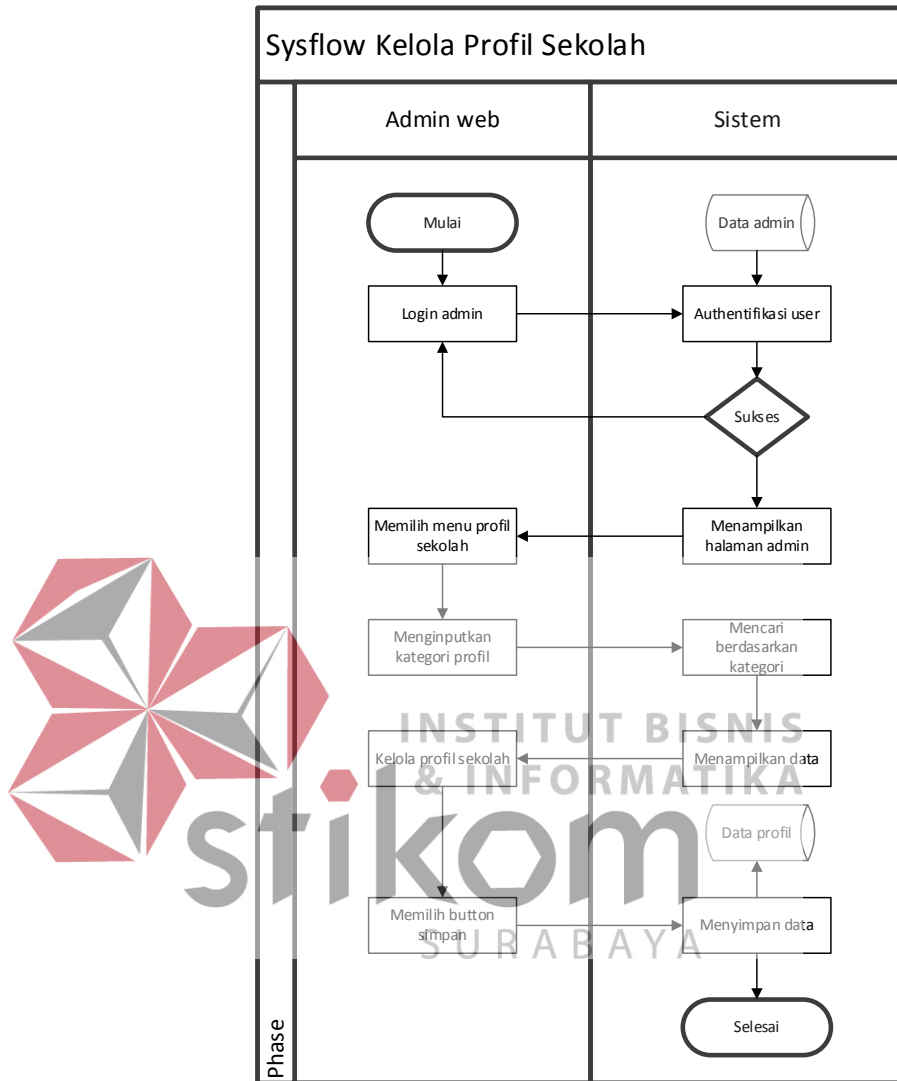 Sysflow Kelola Profil Sekolah
Admin web
Sistem
Mulai
Data admin
Login admin
Authentifikasi user
Sukses
Memilih menu profil
sekolah
Menampilkan
halaman admin
Menginputkan
kategori profil
Mencari
berdasarkan
kategori
INSTITUT BISNIS
Kelola profil sekolah
Menampilkan data
& INFORMATIKA
stikom
Data profil
Memilih button
simpan
Menyimpan data
SURABAYA
Selesai
Phase